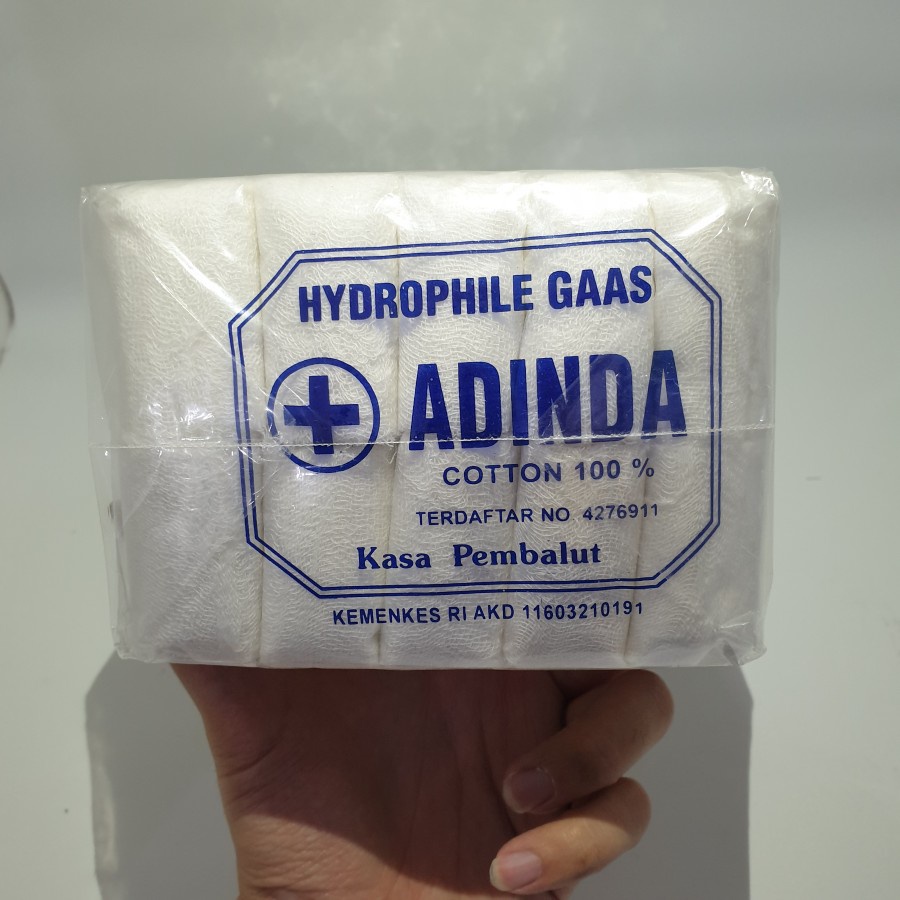 HYDROPHILE GAAS
ADINDA
COTTON 100 %
TERDAFTAR NO 4276911
Kasa Pembalut
KEMENKES RI AKD 11603210191